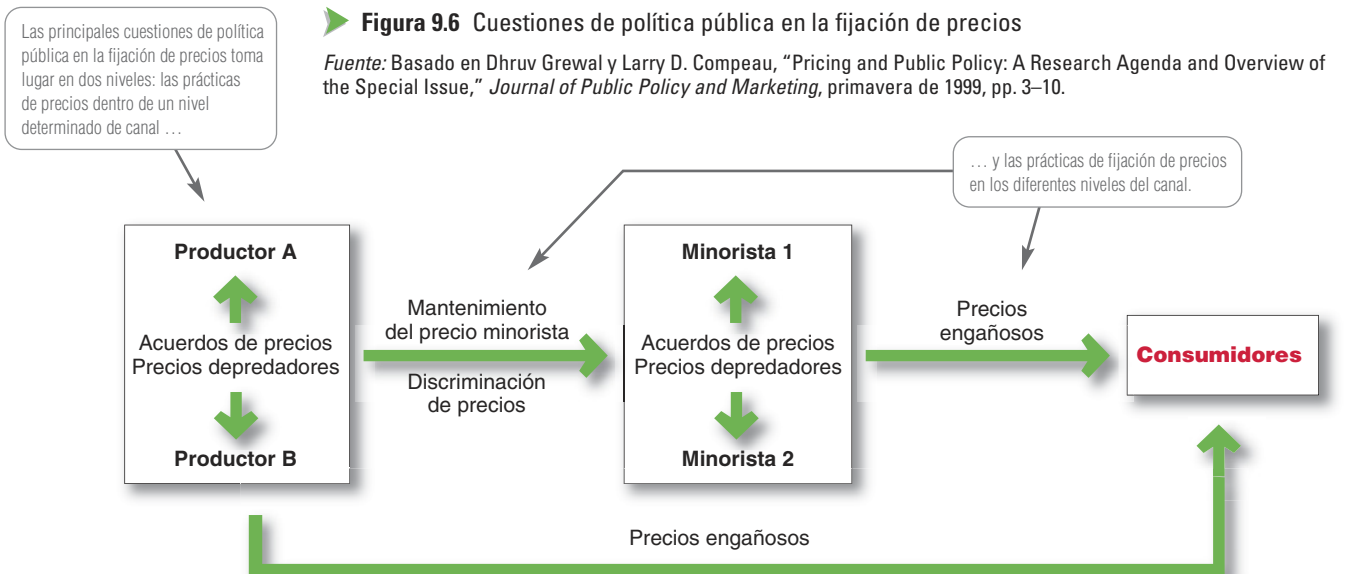 Las principales cuestiones de política
pública en la fijación de precios toma
lugar en dos niveles: las prácticas
de precios dentro de un nivel
determinado de canal …
Figura 9.6 Cuestiones de política pública en la fijación de precios
Fuente: Basado en Dhruv Grewal y Larry D. Compeau, “Pricing and Public Policy: A Research Agenda and Overview of
the Special Issue,” Journal of Public Policy and Marketing, primavera de 1999, pp. 3–10.
… y las prácticas de fijación de precios
en los diferentes niveles del canal.
Productor A
Acuerdos de precios
Precios depredadores
Productor B
Mantenimiento
del precio minorista
Discriminación
de precios
Minorista 1
Acuerdos de precios
Precios depredadores
Minorista 2
Precios
engañosos
Consumidores
Precios engañosos